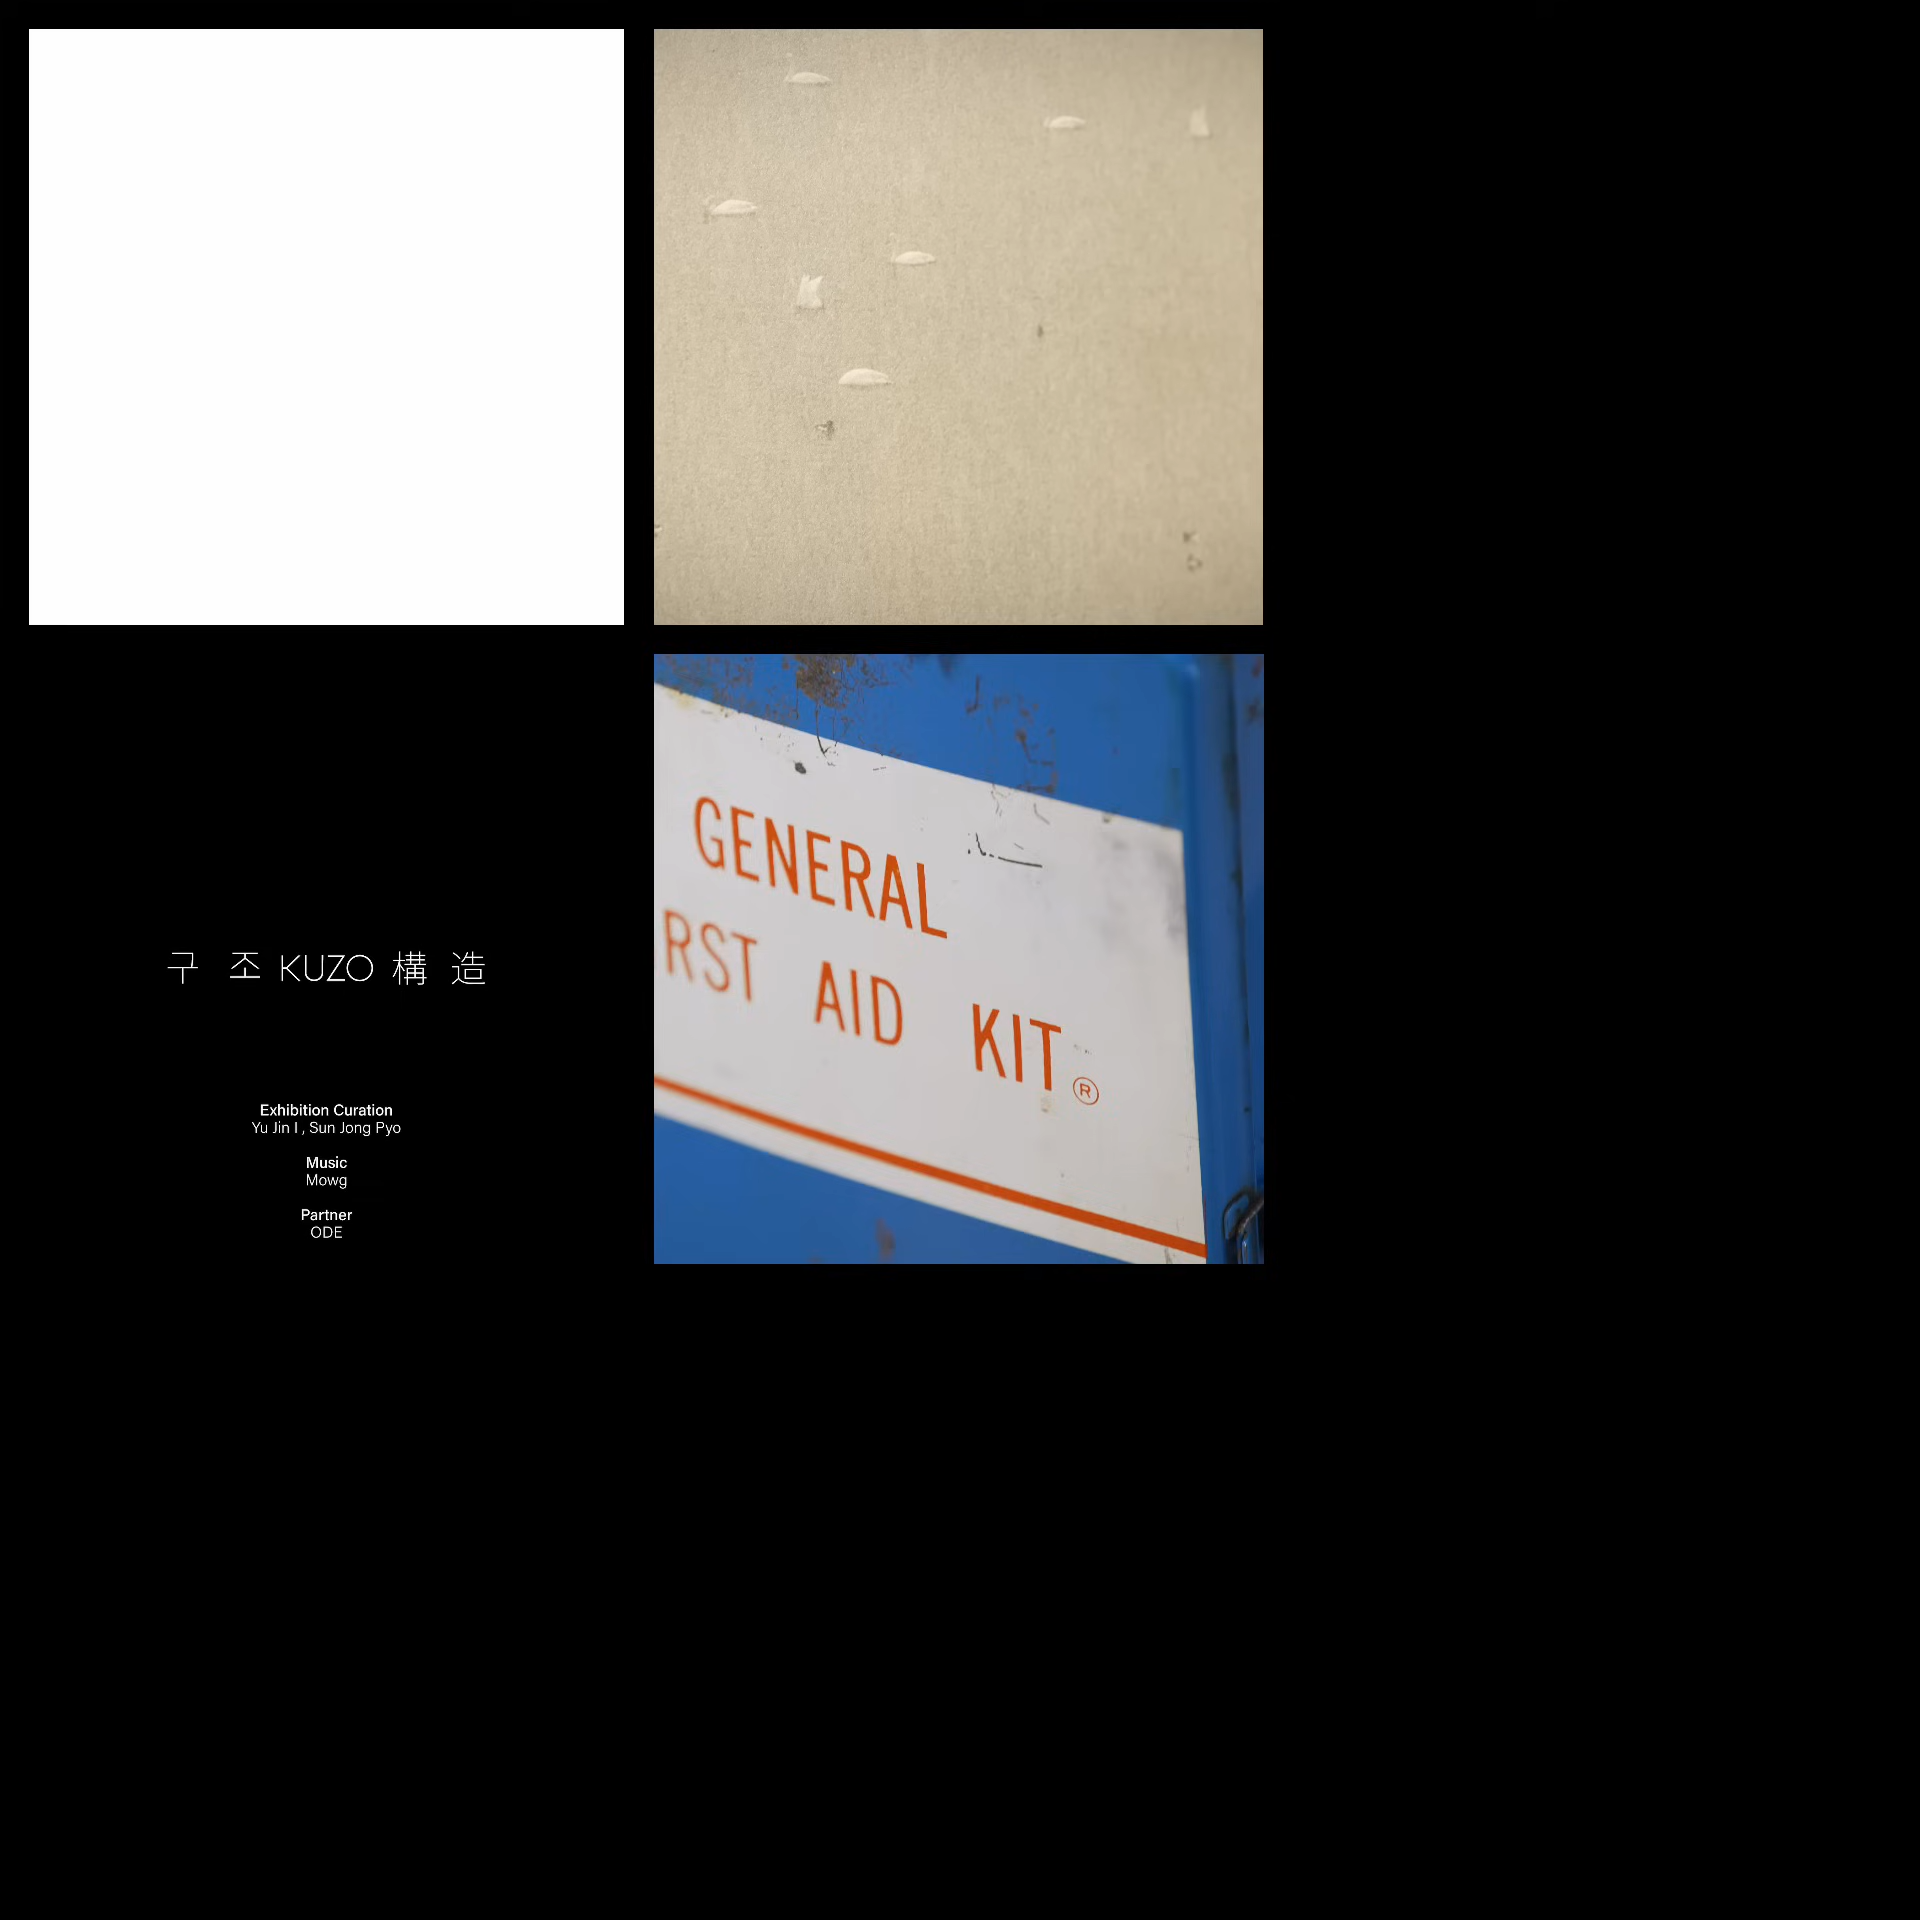 구 조 KUZO 構 造
Exhibition Curation
Yu Jin I , Sun Jong Pyo
Music
Mowg
Partner
ODE
GENERAL
RST AID KIT ®